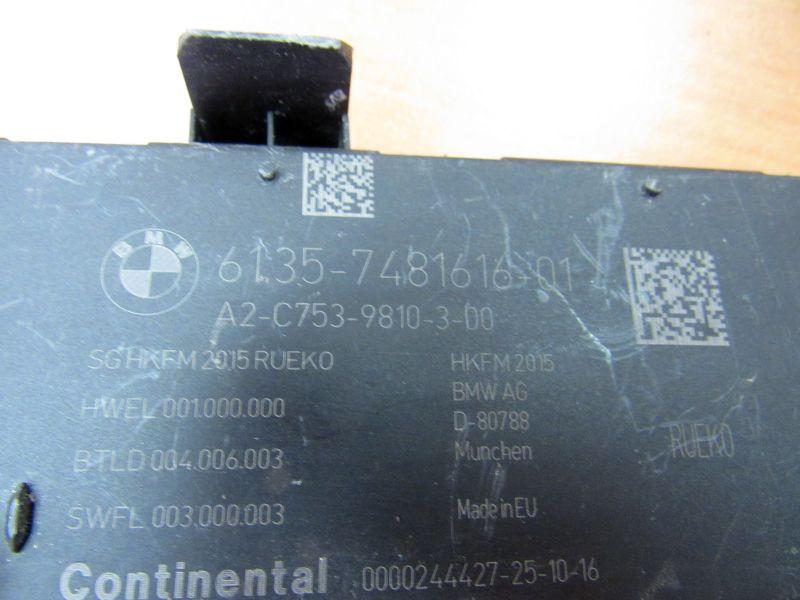 BMW
6135-7481616-01
A2-C753-9810-3-00
SG HKFM 2015 RUEKO
HWEL 001.000.000
BTLD 004.006.003
SWFL 003.000.003
HKFM 2015
BMW AG
D-80788
Munchen
Made in EU
RUEKO
Continental 0000244427-25-10-16